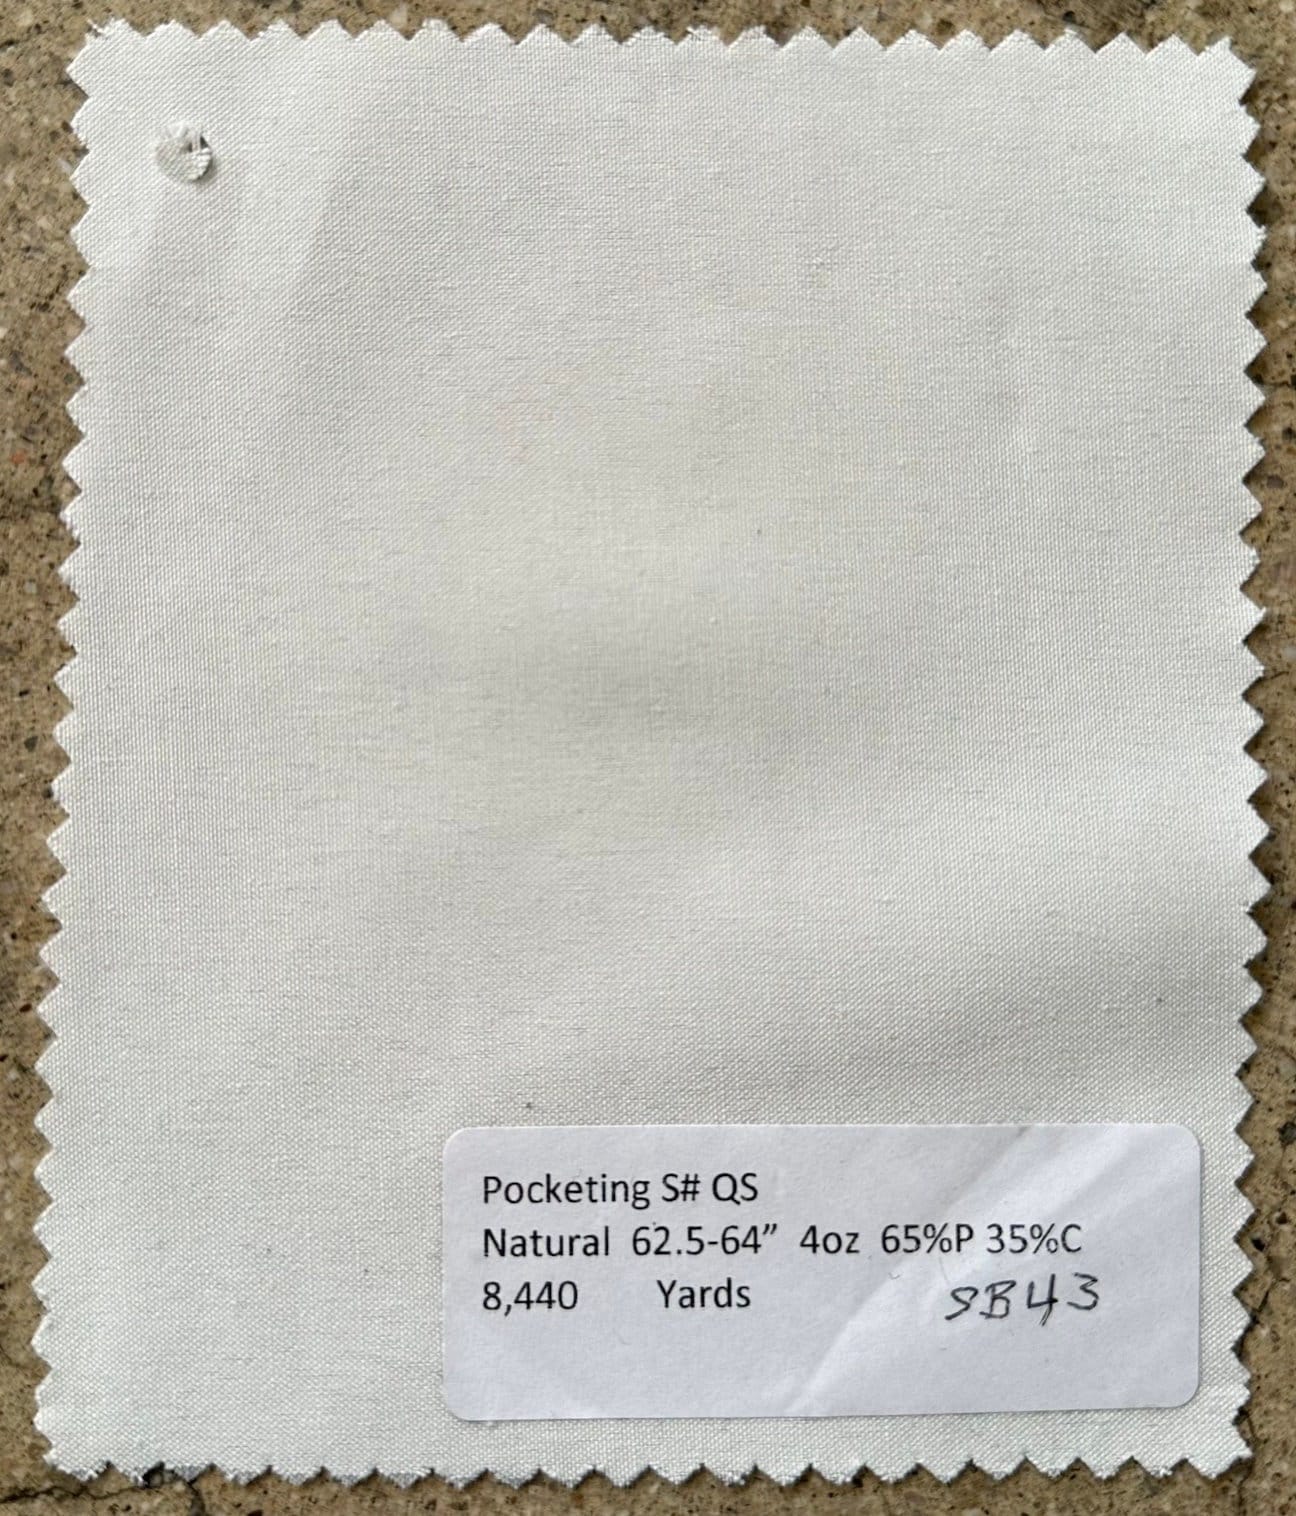 Pocketing S# QS
Natural 62.5-64” 4oz 65%P 35%C
8,440 Yards SB43